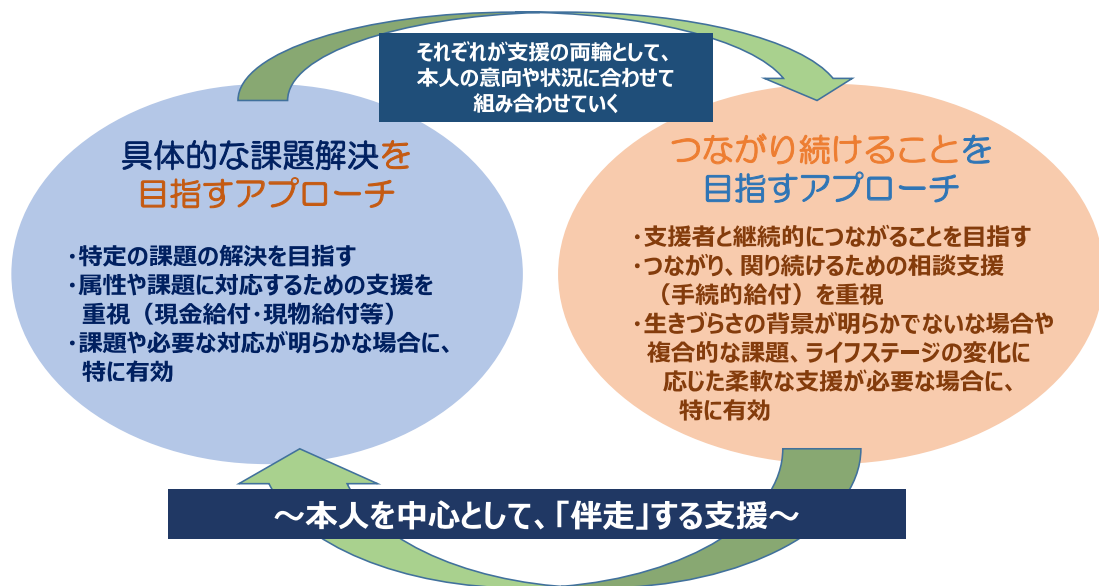 それぞれが支援の両輪として、
本人の意向や状況に合わせて
組み合わせていく
具体的な課題解決を
目指すアプローチ
・特定の課題の解決を目指す
・属性や課題に対応するための支援を
重視（現金給付・現物給付等）
・課題や必要な対応が明らかな場合に、
特に有効
つながり続けることを
目指すアプローチ
・支援者と継続的につながることを目指す
・つながり、関り続けるための相談支援
（手続的給付）を重視
・生きづらさの背景が明らかでないな場合や
複合的な課題、ライフステージの変化に
応じた柔軟な支援が必要な場合に、
特に有効
～本人を中心として、「伴走」する支援～